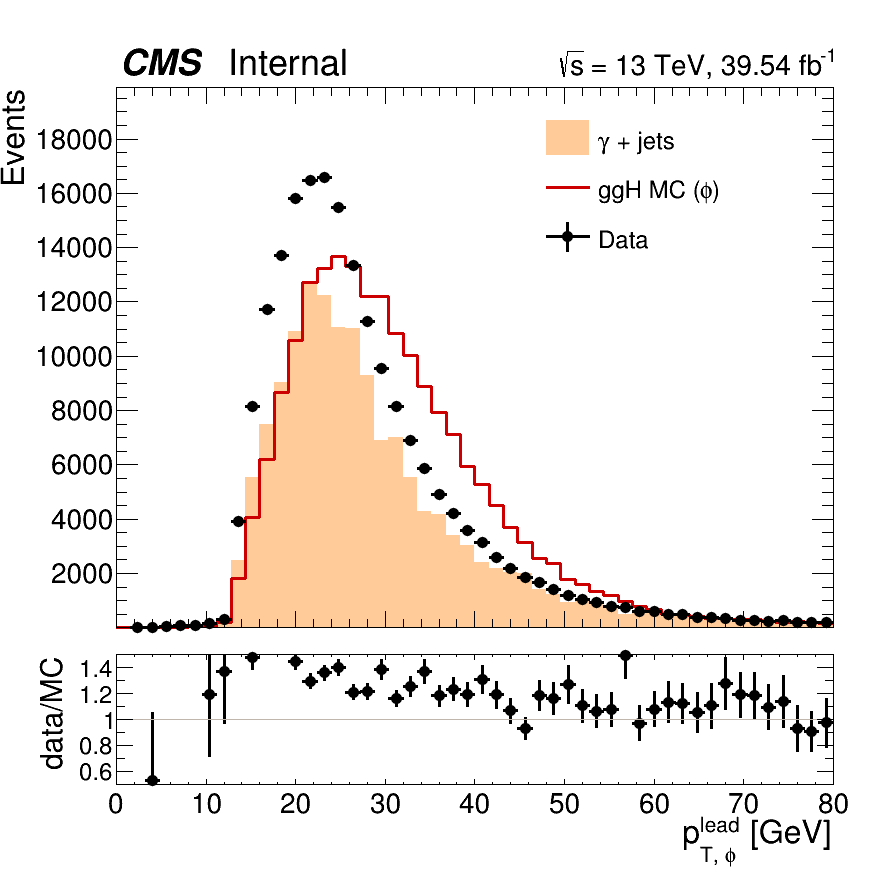 CMS Internal √s = 13 TeV, 39.54 fb⁻¹
Events
18000
16000
14000
12000
10000
8000
6000
4000
2000
γ + jets
ggH MC (ϕ)
Data
data/MC
1.4
1.2
1
0.8
0.6
0 10 20 30 40 50 60 70 80
p lead T, ϕ [GeV]